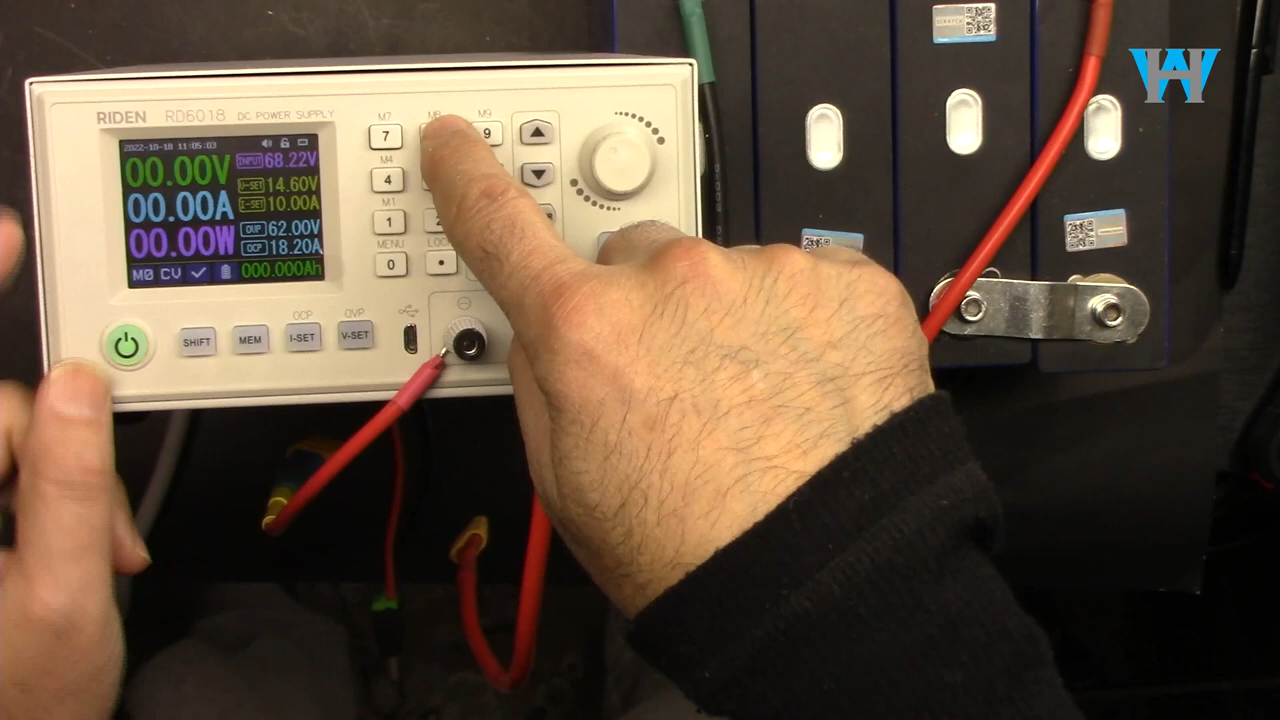 RIDEN RD6018 DC POWER SUPPLY
2022-10-18 11:05:03
00.00V
INPUT 68.22V
V-SET 14.60V
00.00A
I-SET 10.00A
00.00W
OVP 62.00V
OCP 18.20A
M0 CV 000.000Ah
M7 M8 M9
7 9
M4
4
M1
1 2
MENU
0 .
OCP OVP
SHIFT MEM I-SET V-SET
WH